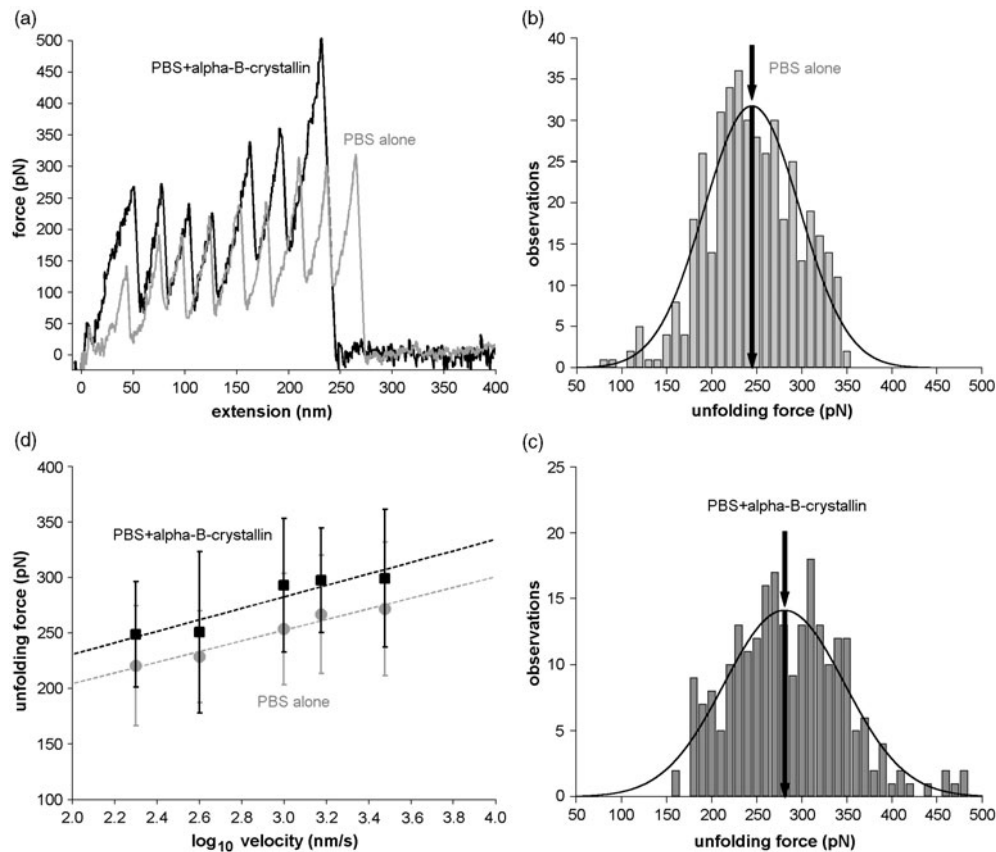 (a)
PBS+alpha-B-crystallin
PBS alone
force (pN)
500
450
400
350
300
250
200
150
100
50
0
0 50 100 150 200 250 300 350 400
extension (nm)
(b)
PBS alone
observations
40
35
30
25
20
15
10
5
0
50 100 150 200 250 300 350 400 450 500
unfolding force (pN)
(d)
PBS+alpha-B-crystallin
PBS alone
unfolding force (pN)
400
350
300
250
200
150
100
2.0 2.2 2.4 2.6 2.8 3.0 3.2 3.4 3.6 3.8 4.0
log10 velocity (nm/s)
(c)
PBS+alpha-B-crystallin
observations
25
20
15
10
5
0
50 100 150 200 250 300 350 400 450 500
unfolding force (pN)